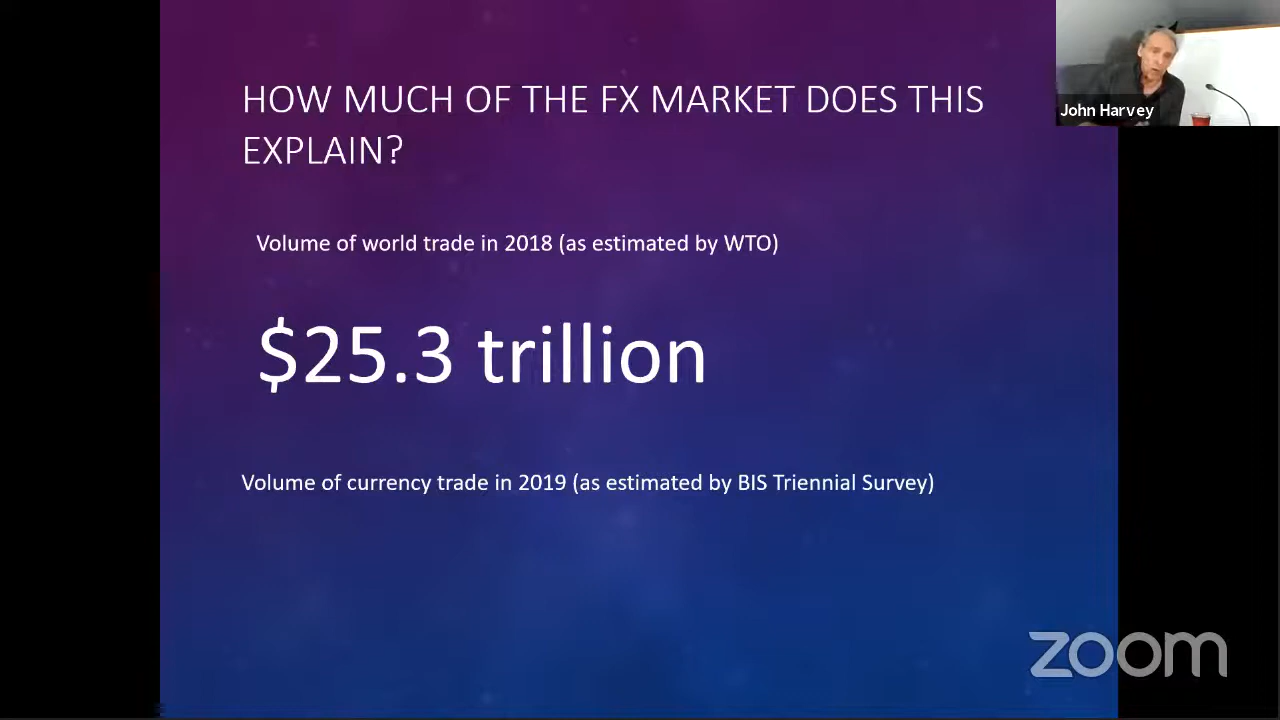 HOW MUCH OF THE FX MARKET DOES THIS
EXPLAIN?
John Harvey
Volume of world trade in 2018 (as estimated by WTO)
$25.3 trillion
Volume of currency trade in 2019 (as estimated by BIS Triennial Survey)
zoom